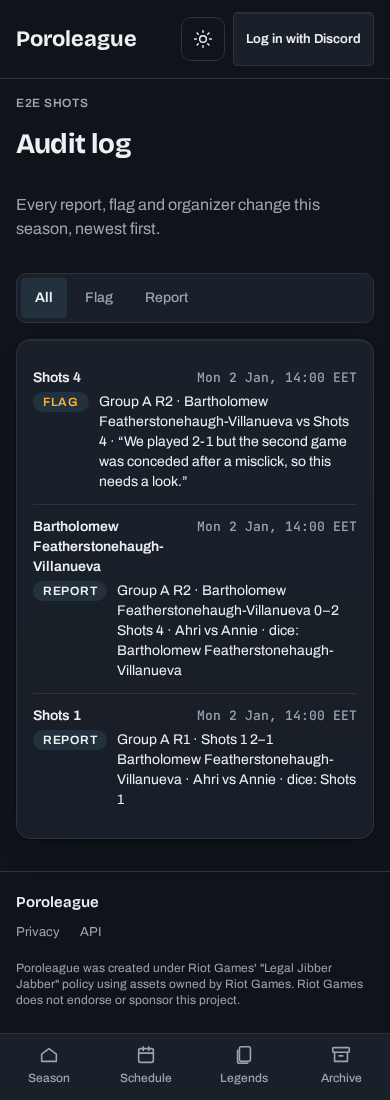 Poroleague
Log in with Discord
E2E SHOTS
Audit log
Every report, flag and organizer change this
season, newest first.
All Flag Report
Shots 4 Mon 2 Jan, 14:00 EET
FLAG Group A R2 · Bartholomew
Featherstonehaugh-Villanueva vs Shots
4 · “We played 2-1 but the second game
was conceded after a misclick, so this
needs a look.”
Bartholomew Mon 2 Jan, 14:00 EET
Featherstonehaugh-
Villanueva
REPORT Group A R2 · Bartholomew
Featherstonehaugh-Villanueva 0–2
Shots 4 · Ahri vs Annie · dice:
Bartholomew Featherstonehaugh-
Villanueva
Shots 1 Mon 2 Jan, 14:00 EET
REPORT Group A R1 · Shots 1 2–1
Bartholomew Featherstonehaugh-
Villanueva · Ahri vs Annie · dice: Shots
1
Poroleague
Privacy API
Poroleague was created under Riot Games' "Legal Jibber
Jabber" policy using assets owned by Riot Games. Riot Games
does not endorse or sponsor this project.
Season Schedule Legends Archive